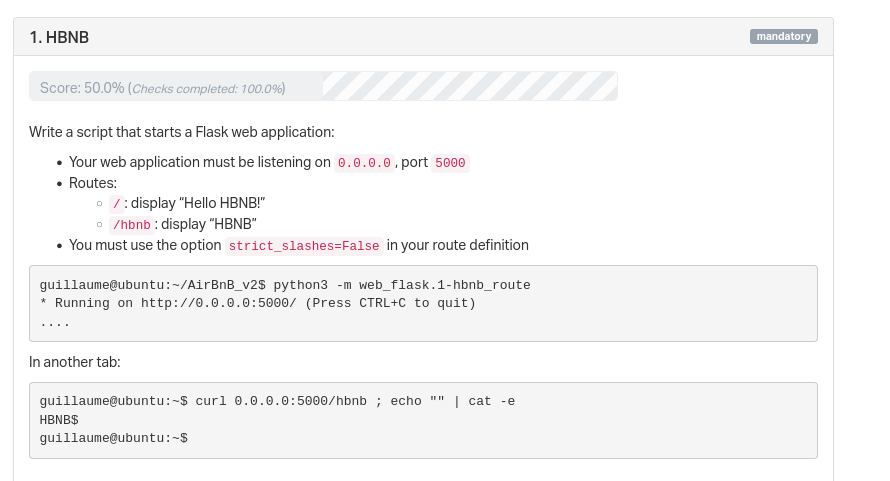 1. HBNB
mandatory
Score: 50.0% (Checks completed: 100.0%)
Write a script that starts a Flask web application:
• Your web application must be listening on 0.0.0.0, port 5000
• Routes:
○ /: display “Hello HBNB!”
○ /hbnb: display “HBNB”
• You must use the option strict_slashes=False in your route definition
guillaume@ubuntu:~/AirBnB_v2$ python3 -m web_flask.1-hbnb_route
* Running on http://0.0.0.0:5000/ (Press CTRL+C to quit)
....
In another tab:
guillaume@ubuntu:~$ curl 0.0.0.0:5000/hbnb ; echo "" | cat -e
HBNB$
guillaume@ubuntu:~$